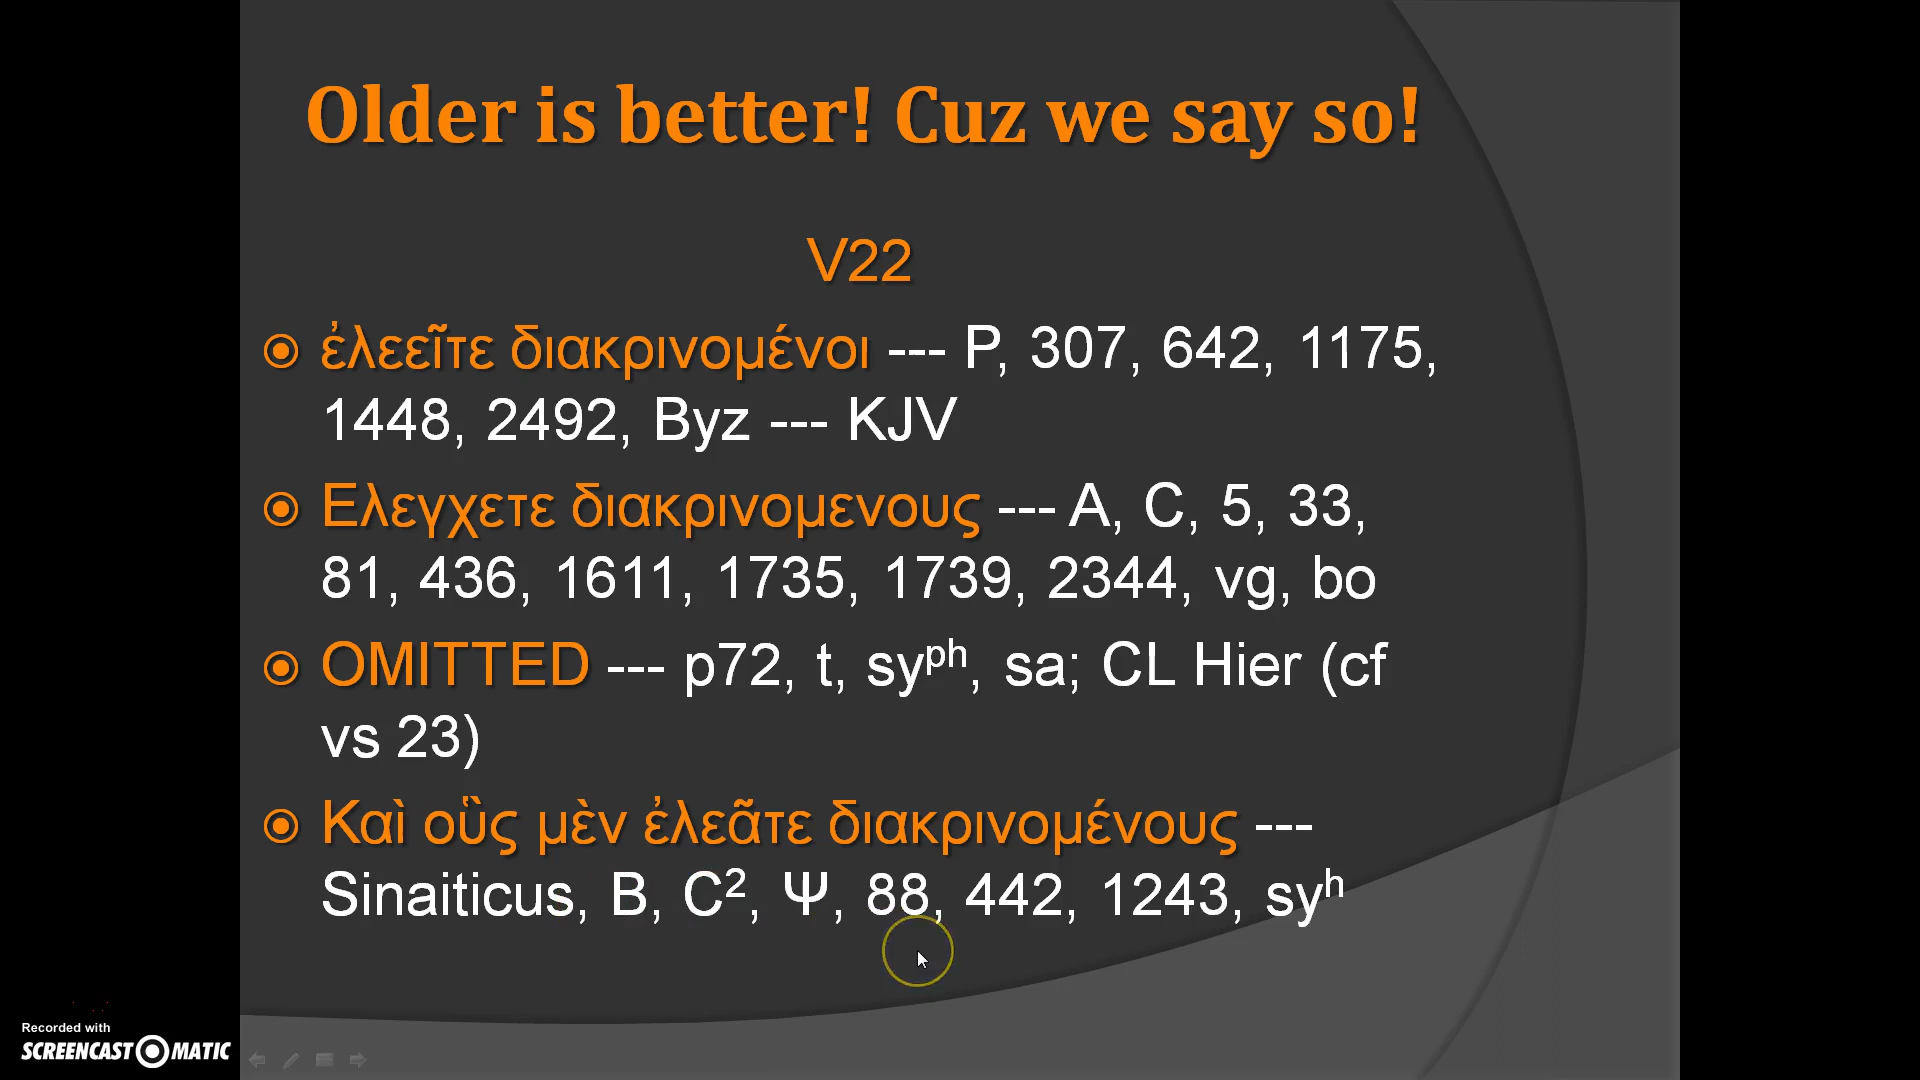 Older is better! Cuz we say so!
V22
ἐλεεῖτε διακρινομένοι --- P, 307, 642, 1175,
1448, 2492, Byz --- KJV
Ελεγχετε διακρινομενους --- A, C, 5, 33,
81, 436, 1611, 1735, 1739, 2344, vg, bo
OMITTED --- p72, t, syᵖʰ, sa; CL Hier (cf
vs 23)
Καὶ οὓς μὲν ἐλεᾶτε διακρινομένους ---
Sinaiticus, B, C², Ψ, 88, 442, 1243, syʰ
Recorded with
SCREENCAST MATIC